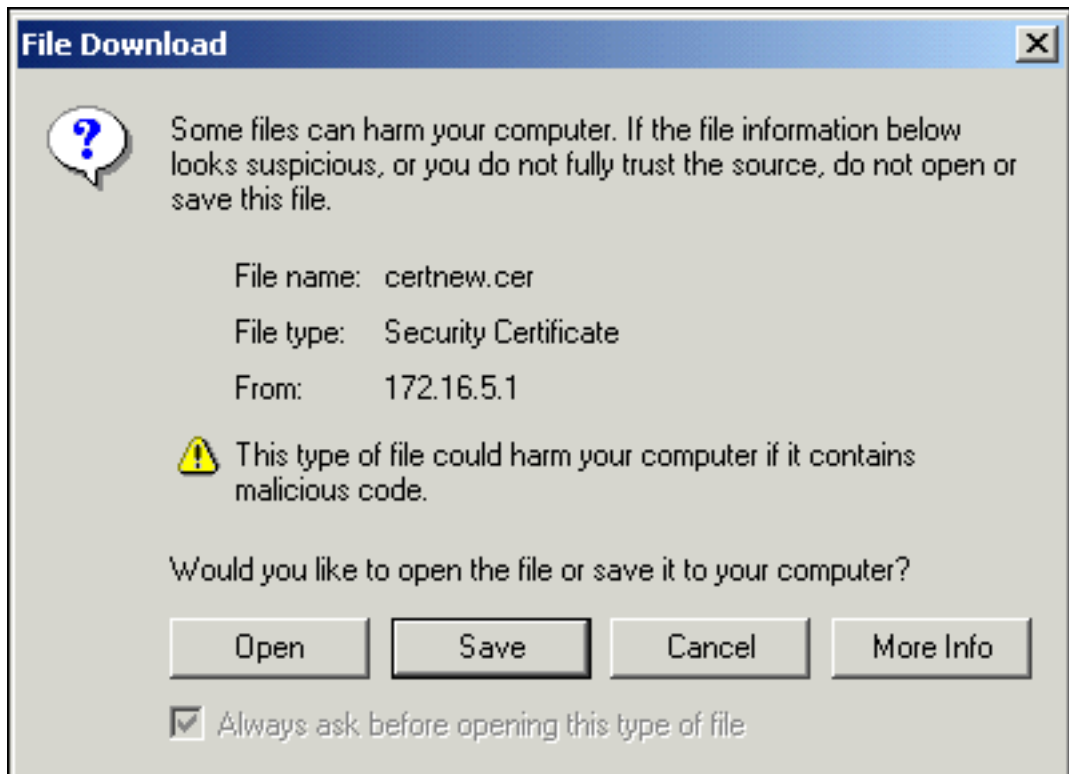 File Download
Some files can harm your computer. If the file information below
looks suspicious, or you do not fully trust the source, do not open or
save this file.
File name: certnew.cer
File type: Security Certificate
From: 172.16.5.1
This type of file could harm your computer if it contains
malicious code.
Would you like to open the file or save it to your computer?
Open Save Cancel More Info
Always ask before opening this type of file